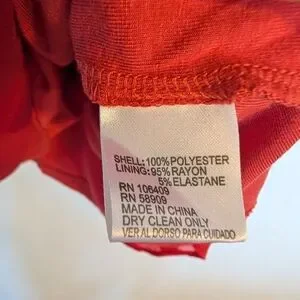 SHELL: 100% POLYESTER
LINING: 95% RAYON
5% ELASTANE
RN 106409
RN 58909
MADE IN CHINA
DRY CLEAN ONLY
VER AL DORSO PARA CUIDADO